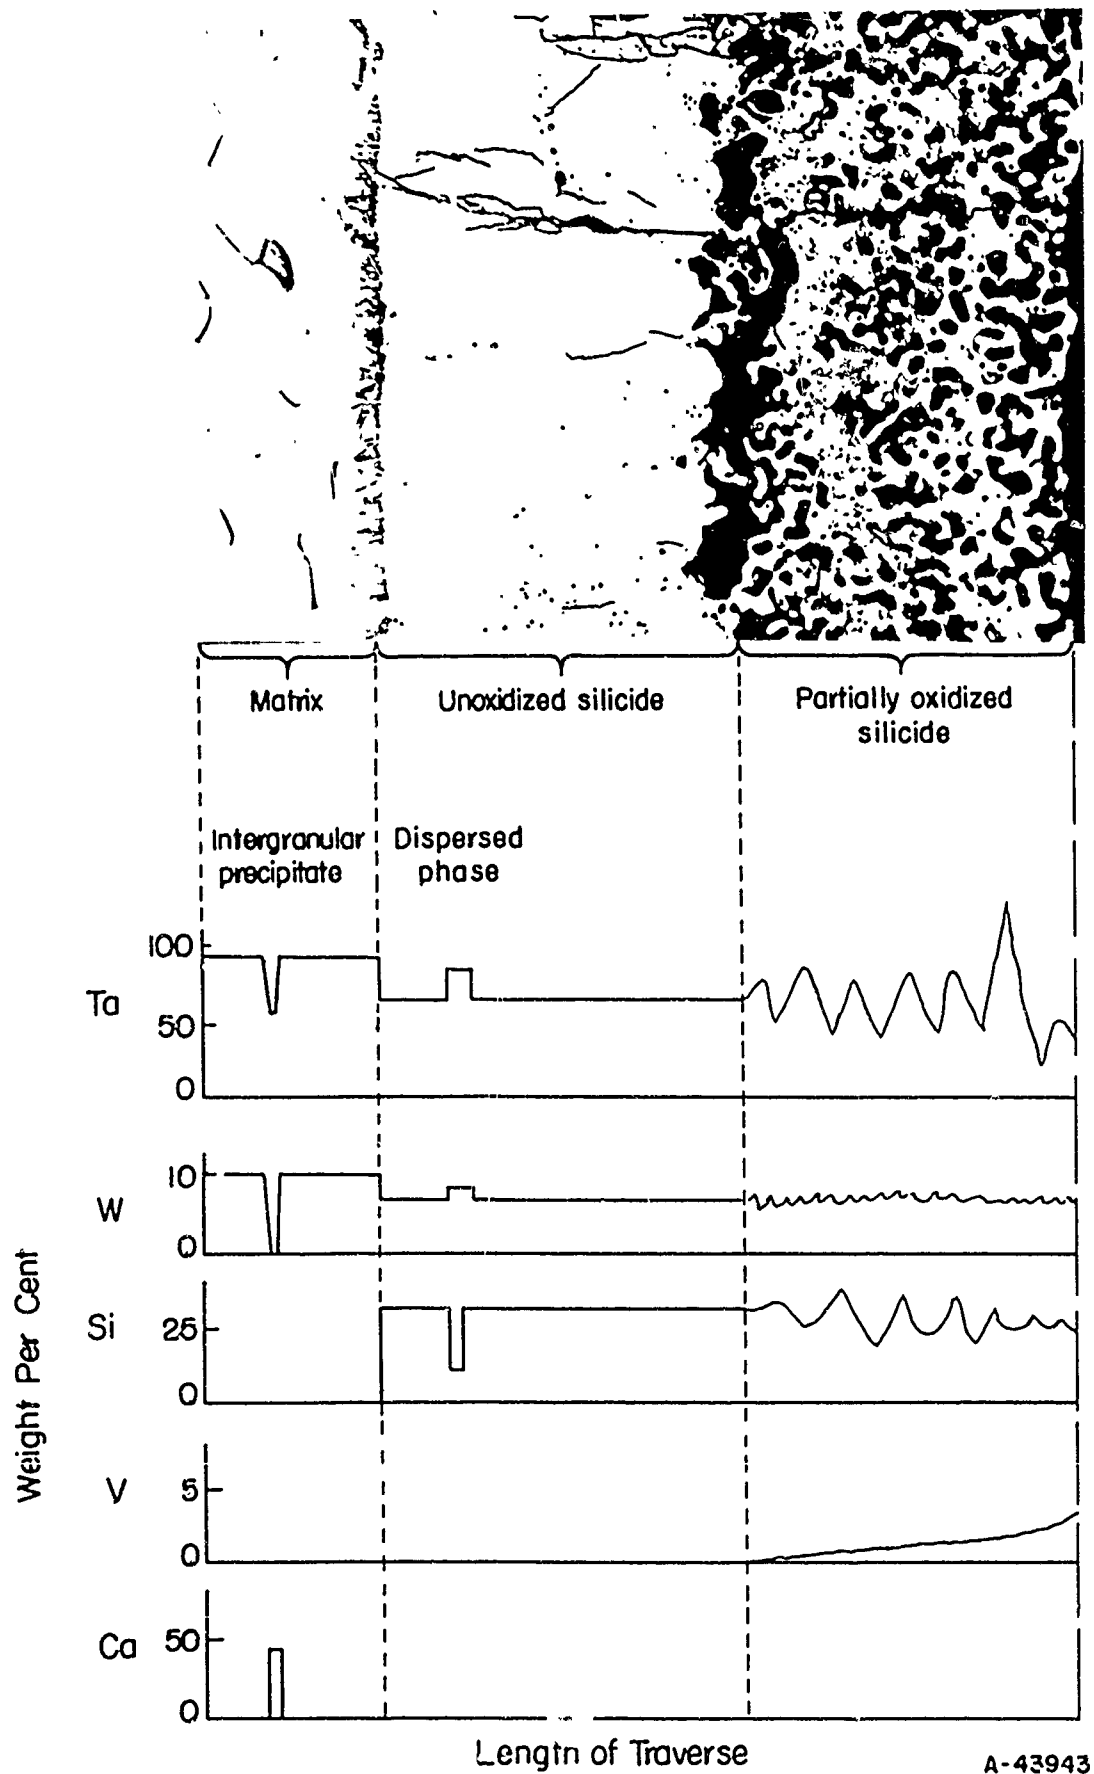 Matrix
Unoxidized silicide
Partially oxidized
silicide
Intergranular
precipitate
Dispersed
phase
Ta
100
50
0
W
10
0
Si
25
0
V
5
0
Ca
50
0
Weight Per Cent
Length of Traverse
A-43943